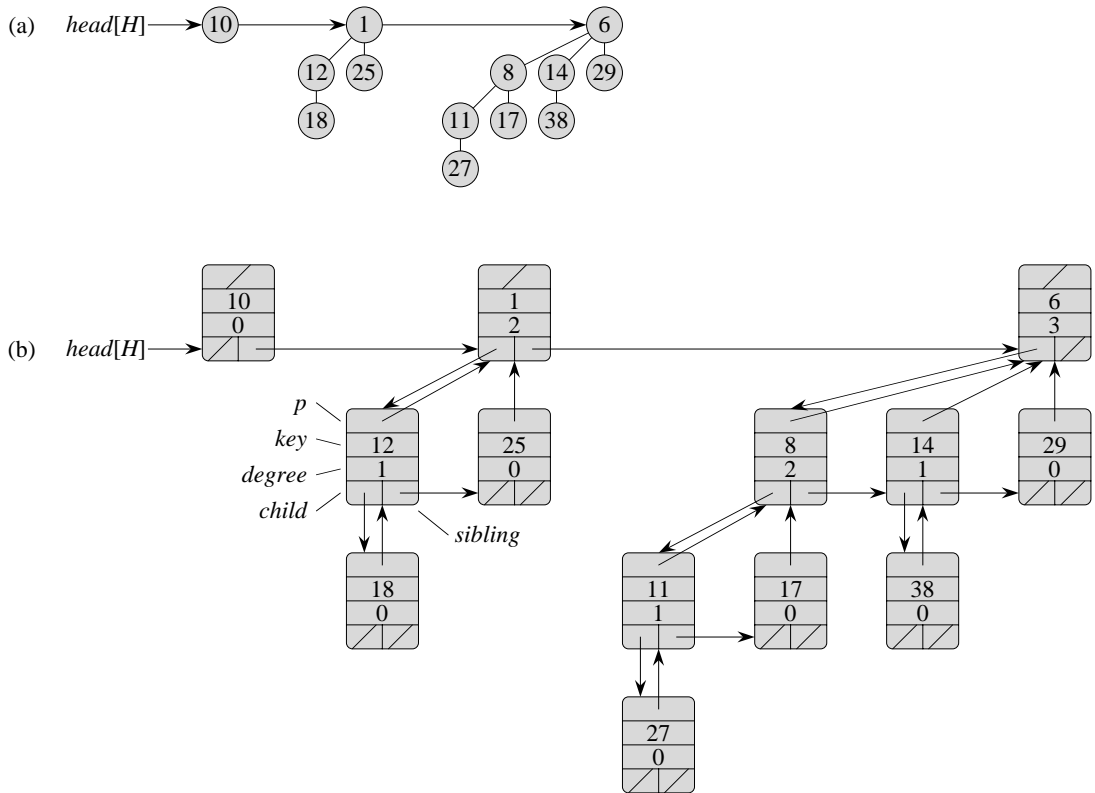 (a) head[H] 10 1 6
12 25 8 14 29
18 11 17 38
27
10 1 6
0 2 3
(b) head[H]
p
key 12 25 8 14 29
degree 1 0 2 1 0
child
sibling
18 11 17 38
0 1 0 0
27
0